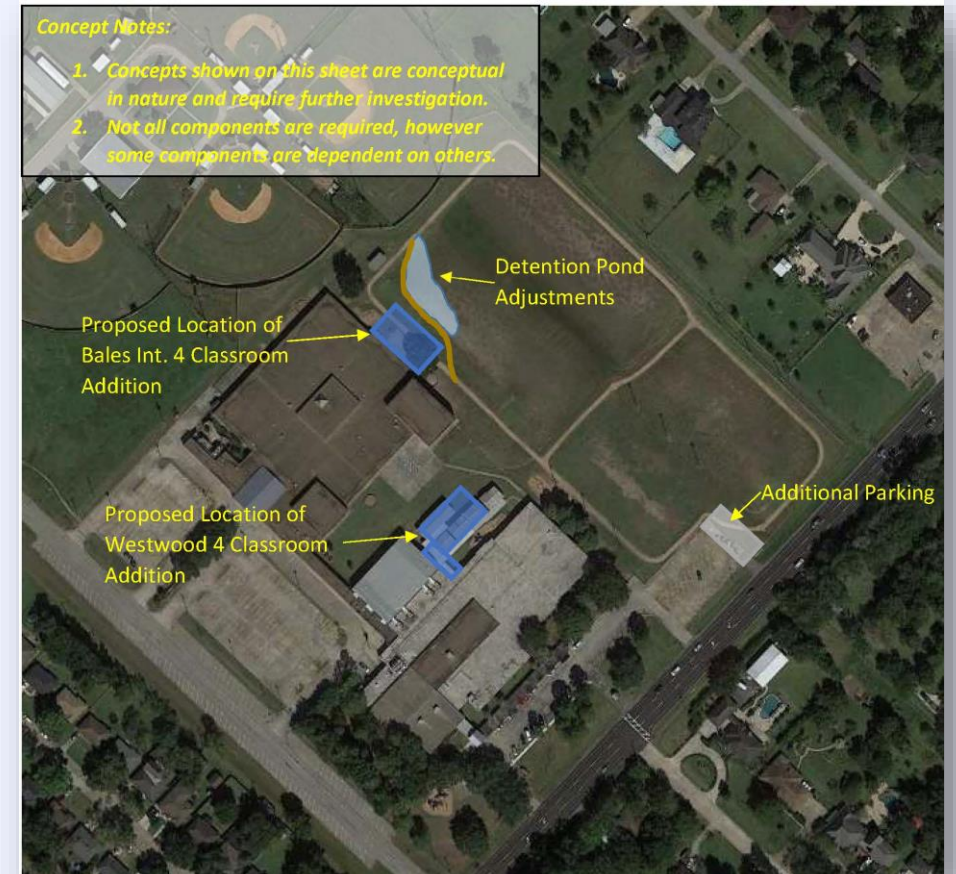 Concept Notes:
1. Concepts shown on this sheet are conceptual
in nature and require further investigation.
2. Not all components are required, however
some components are dependent on others.
Detention Pond
Adjustments
Proposed Location of
Bales Int. 4 Classroom
Addition
Additional Parking
Proposed Location of
Westwood 4 Classroom
Addition